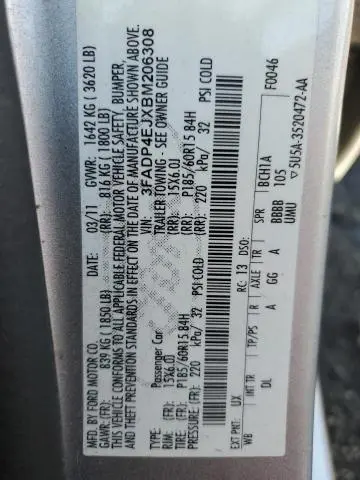 MFD. BY FORD MOTOR CO.
03/11 GVWR: 1642 KG ( 3620 LB)
GAWR: (FR): 839 KG ( 1850 LB) (RR): 816 KG ( 1800 LB)
THIS VEHICLE CONFORMS TO ALL APPLICABLE FEDERAL MOTOR VEHICLE SAFETY, BUMPER,
AND THEFT PREVENTION STANDARDS IN EFFECT ON THE DATE OF MANUFACTURE SHOWN ABOVE.
VIN: 3FADP4EJXBM206308
TYPE: Passenger Car TRAILER TOWING - SEE OWNER GUIDE
RIM: (FR): 15X6.0J (RR): 15X6.0J
TIRE (FR): P185/60R15 84H (RR): P185/60R15 84H
PRESSURE (FR): 220 kPa/ 32 PSI COLD (RR): 220 kPa/ 32 PSI COLD
EXT PNT: UX RC: 13 DSO: F0046
WB INT TR TP/PS R AXLE TR SPR BCH1A
DL A GG A BBBB 105
UMU ▽5U5A-3520472-AA